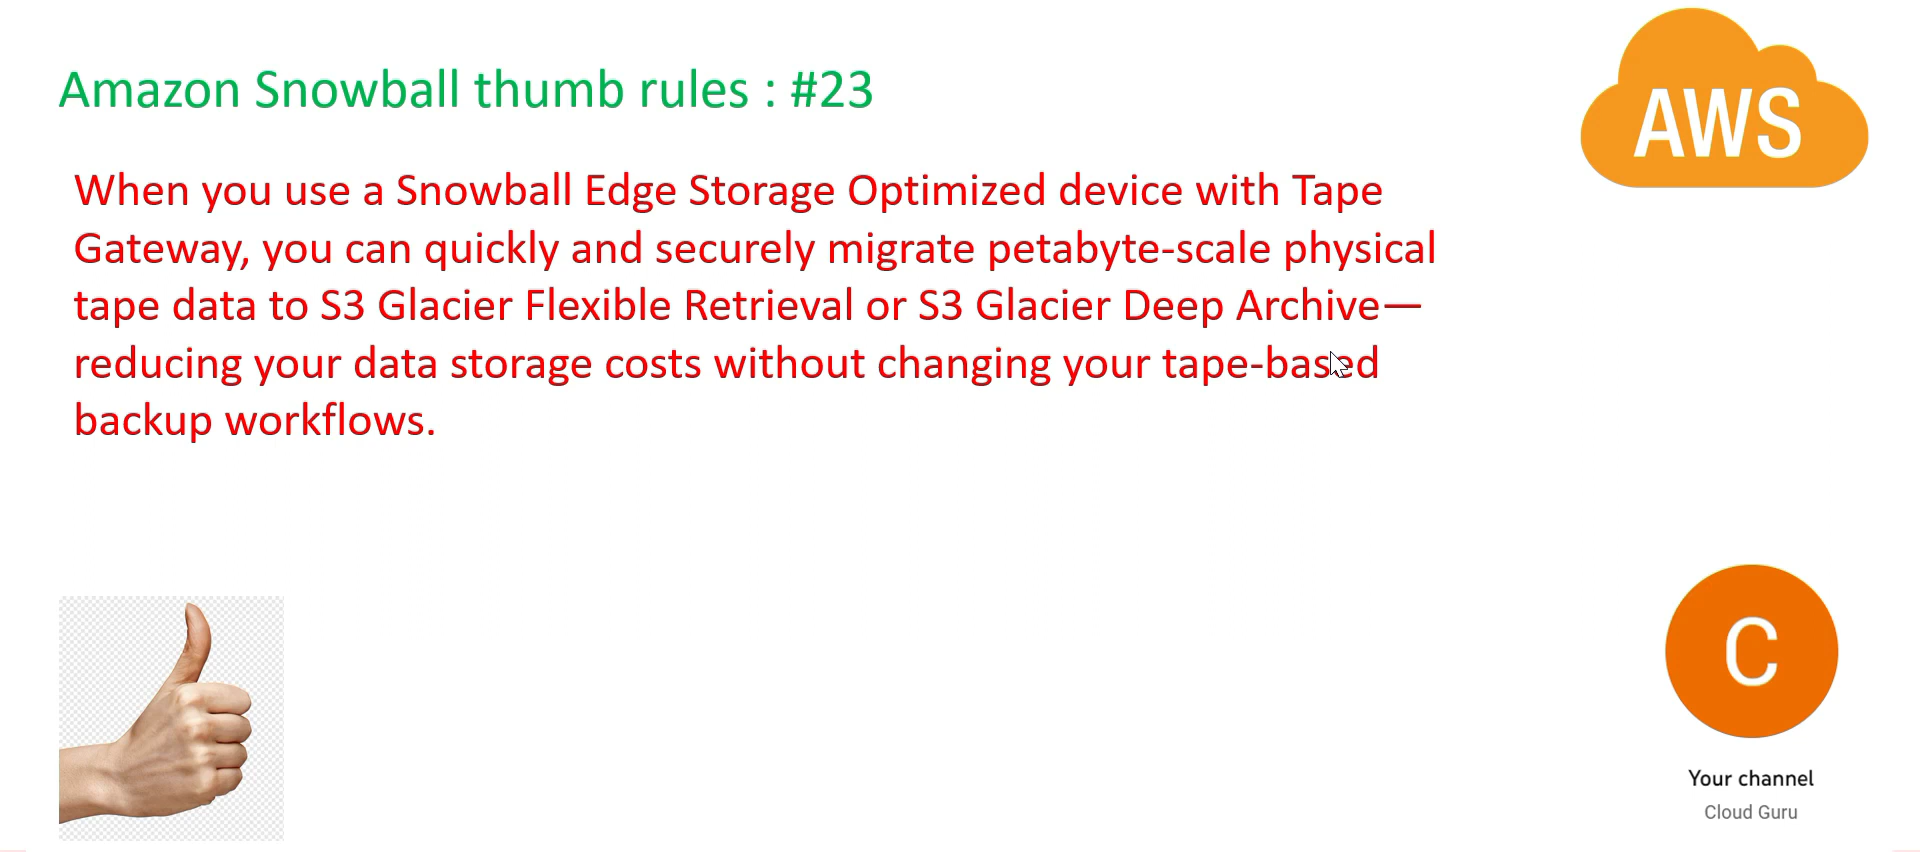 Amazon Snowball thumb rules : #23
AWS
When you use a Snowball Edge Storage Optimized device with Tape
Gateway, you can quickly and securely migrate petabyte-scale physical
tape data to S3 Glacier Flexible Retrieval or S3 Glacier Deep Archive—
reducing your data storage costs without changing your tape-based
backup workflows.
C
Your channel
Cloud Guru